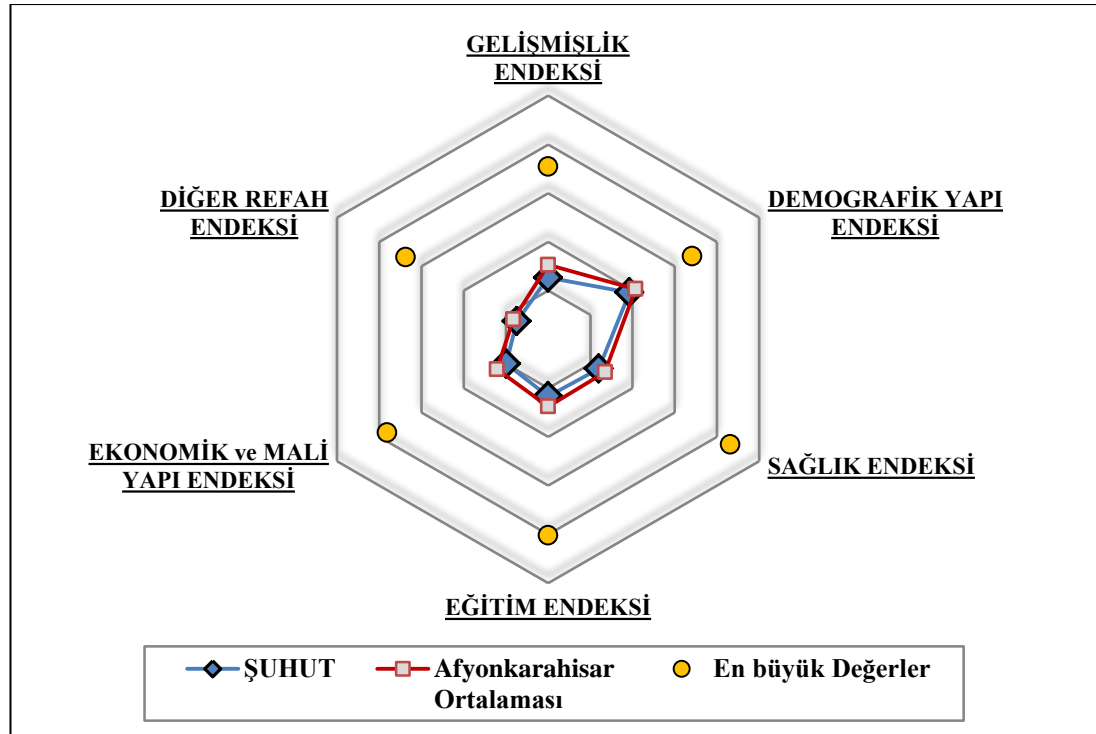 GELİŞMİŞLİK
ENDEKSİ
DİĞER REFAH
ENDEKSİ
DEMOGRAFİK YAPI
ENDEKSİ
EKONOMİK ve MALİ
YAPI ENDEKSİ
SAĞLIK ENDEKSİ
EĞİTİM ENDEKSİ
ŞUHUT
Afyonkarahisar
Ortalaması
En büyük Değerler